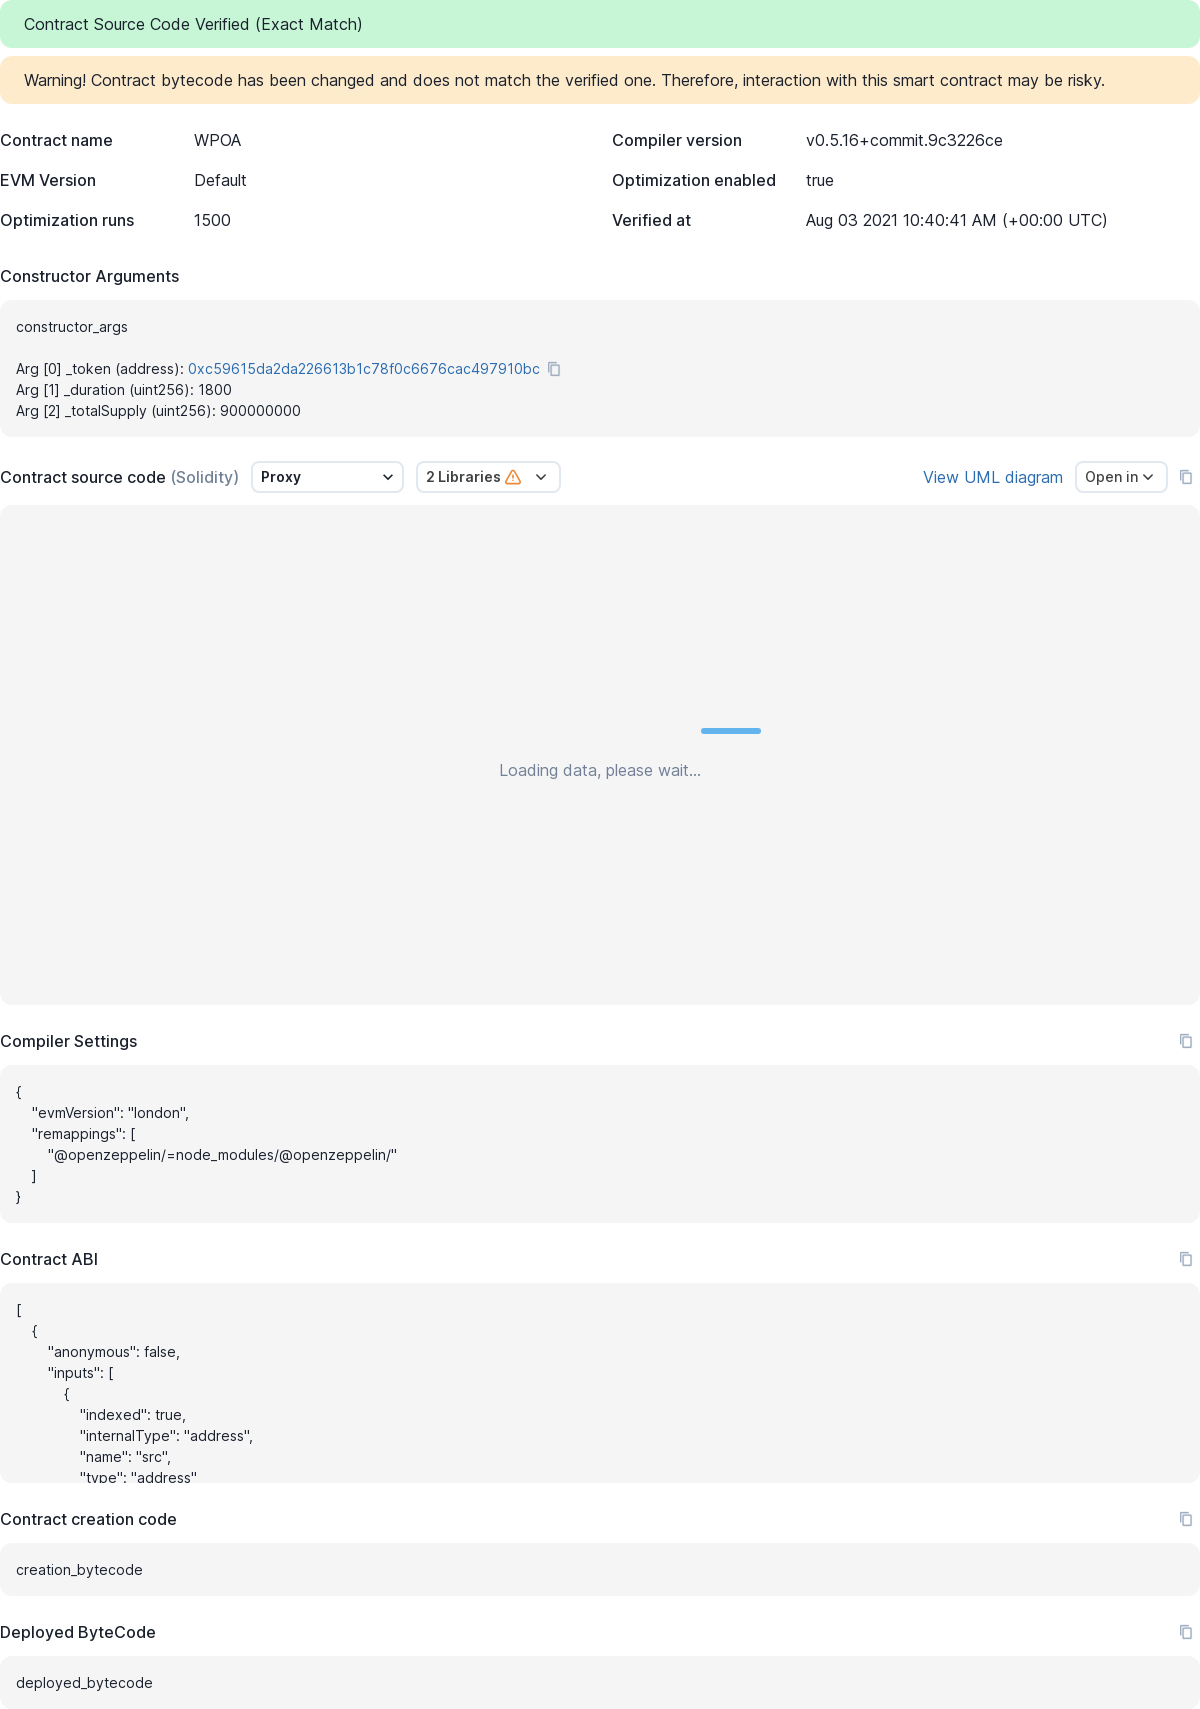 Contract Source Code Verified (Exact Match)
Warning! Contract bytecode has been changed and does not match the verified one. Therefore, interaction with this smart contract may be risky.
Contract name WPOA Compiler version v0.5.16+commit.9c3226ce
EVM Version Default Optimization enabled true
Optimization runs 1500 Verified at Aug 03 2021 10:40:41 AM (+00:00 UTC)
Constructor Arguments
constructor_args
Arg [0] _token (address): 0xc59615da2da226613b1c78f0c6676cac497910bc
Arg [1] _duration (uint256): 1800
Arg [2] _totalSupply (uint256): 900000000
Contract source code (Solidity) Proxy 2 Libraries View UML diagram Open in
Loading data, please wait...
Compiler Settings
{
"evmVersion": "london",
"remappings": [
"@openzeppelin/=node_modules/@openzeppelin/"
]
}
Contract ABI
[
{
"anonymous": false,
"inputs": [
{
"indexed": true,
"internalType": "address",
"name": "src",
"type": "address"
Contract creation code
creation_bytecode
Deployed ByteCode
deployed_bytecode